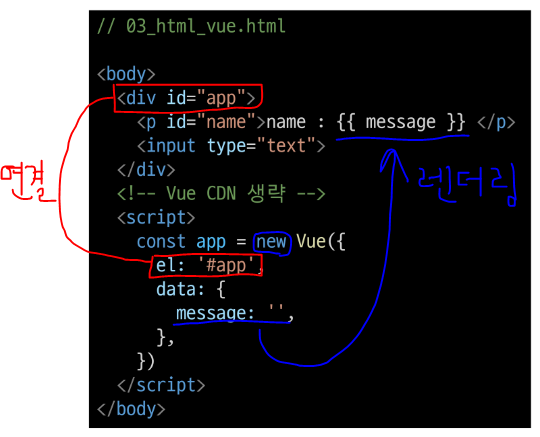 // 03_html_vue.html
<body>
<div id="app">
<p id="name">name : {{ message }} </p>
<input type="text">
</div>
<!-- Vue CDN 생략 -->
<script>
const app = new Vue({
el: '#app',
data: {
message: '',
},
})
</script>
</body>
연결
렌더링